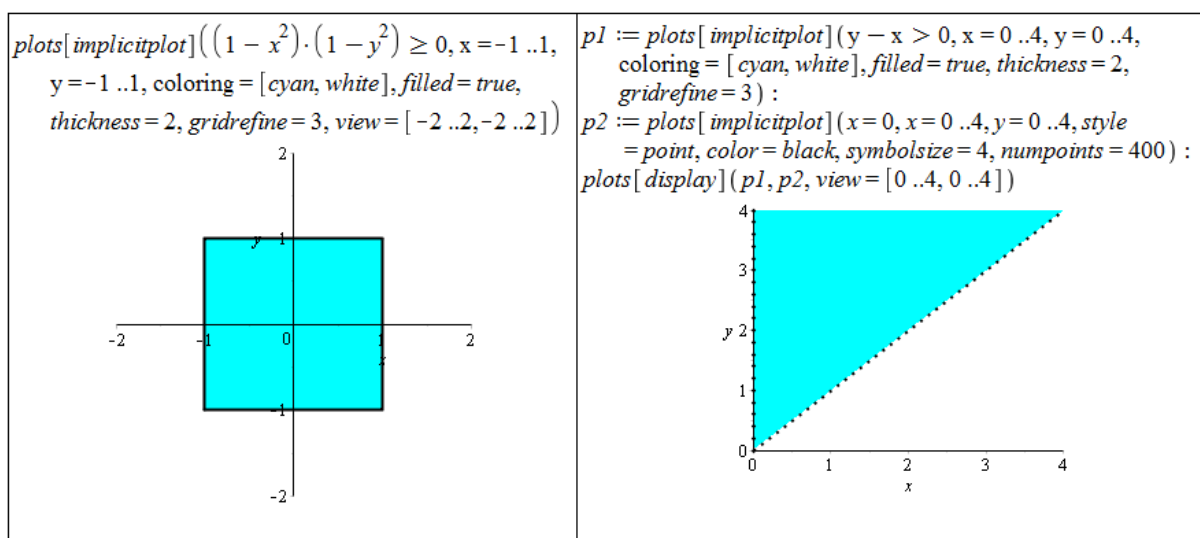 plots[implicitplot]((1 − x²)·(1 − y²) ≥ 0, x = −1 ..1,
y = −1 ..1, coloring = [cyan, white], filled = true,
thickness = 2, gridrefine = 3, view = [−2 ..2, −2 ..2])
2
y 1
-2 -1 0 1 2
x
-1
-2
p1 := plots[implicitplot](y − x > 0, x = 0 ..4, y = 0 ..4,
coloring = [cyan, white], filled = true, thickness = 2,
gridrefine = 3) :
p2 := plots[implicitplot](x = 0, x = 0 ..4, y = 0 ..4, style
= point, color = black, symbolsize = 4, numpoints = 400) :
plots[display](p1, p2, view = [0 ..4, 0 ..4])
4
3
y 2
1
0
0 1 2 3 4
x